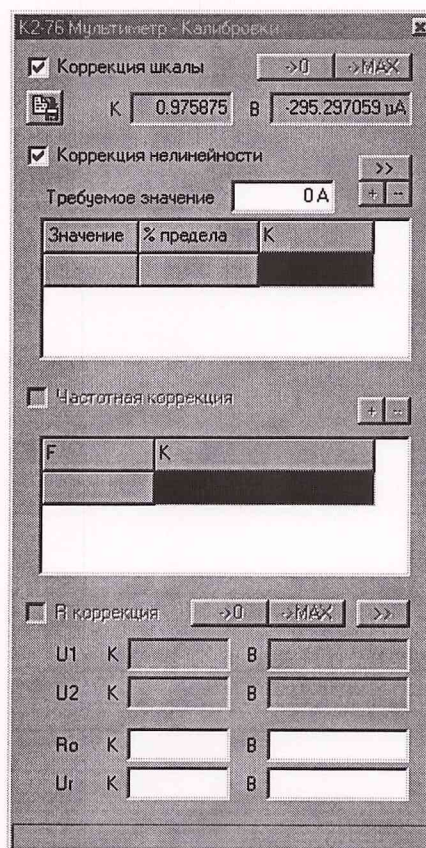 К2-76 Мультиметр - Калибровки
Коррекция шкалы ->0 ->MAX
К 0.975875 В -295.297059 µA
Коррекция нелинейности
>>
Требуемое значение 0 A + --
Значение % предела К
Частотная коррекция
+ --
F К
R коррекция ->0 ->MAX >>
U1 К В
U2 К В
Ro К В
Ur К В